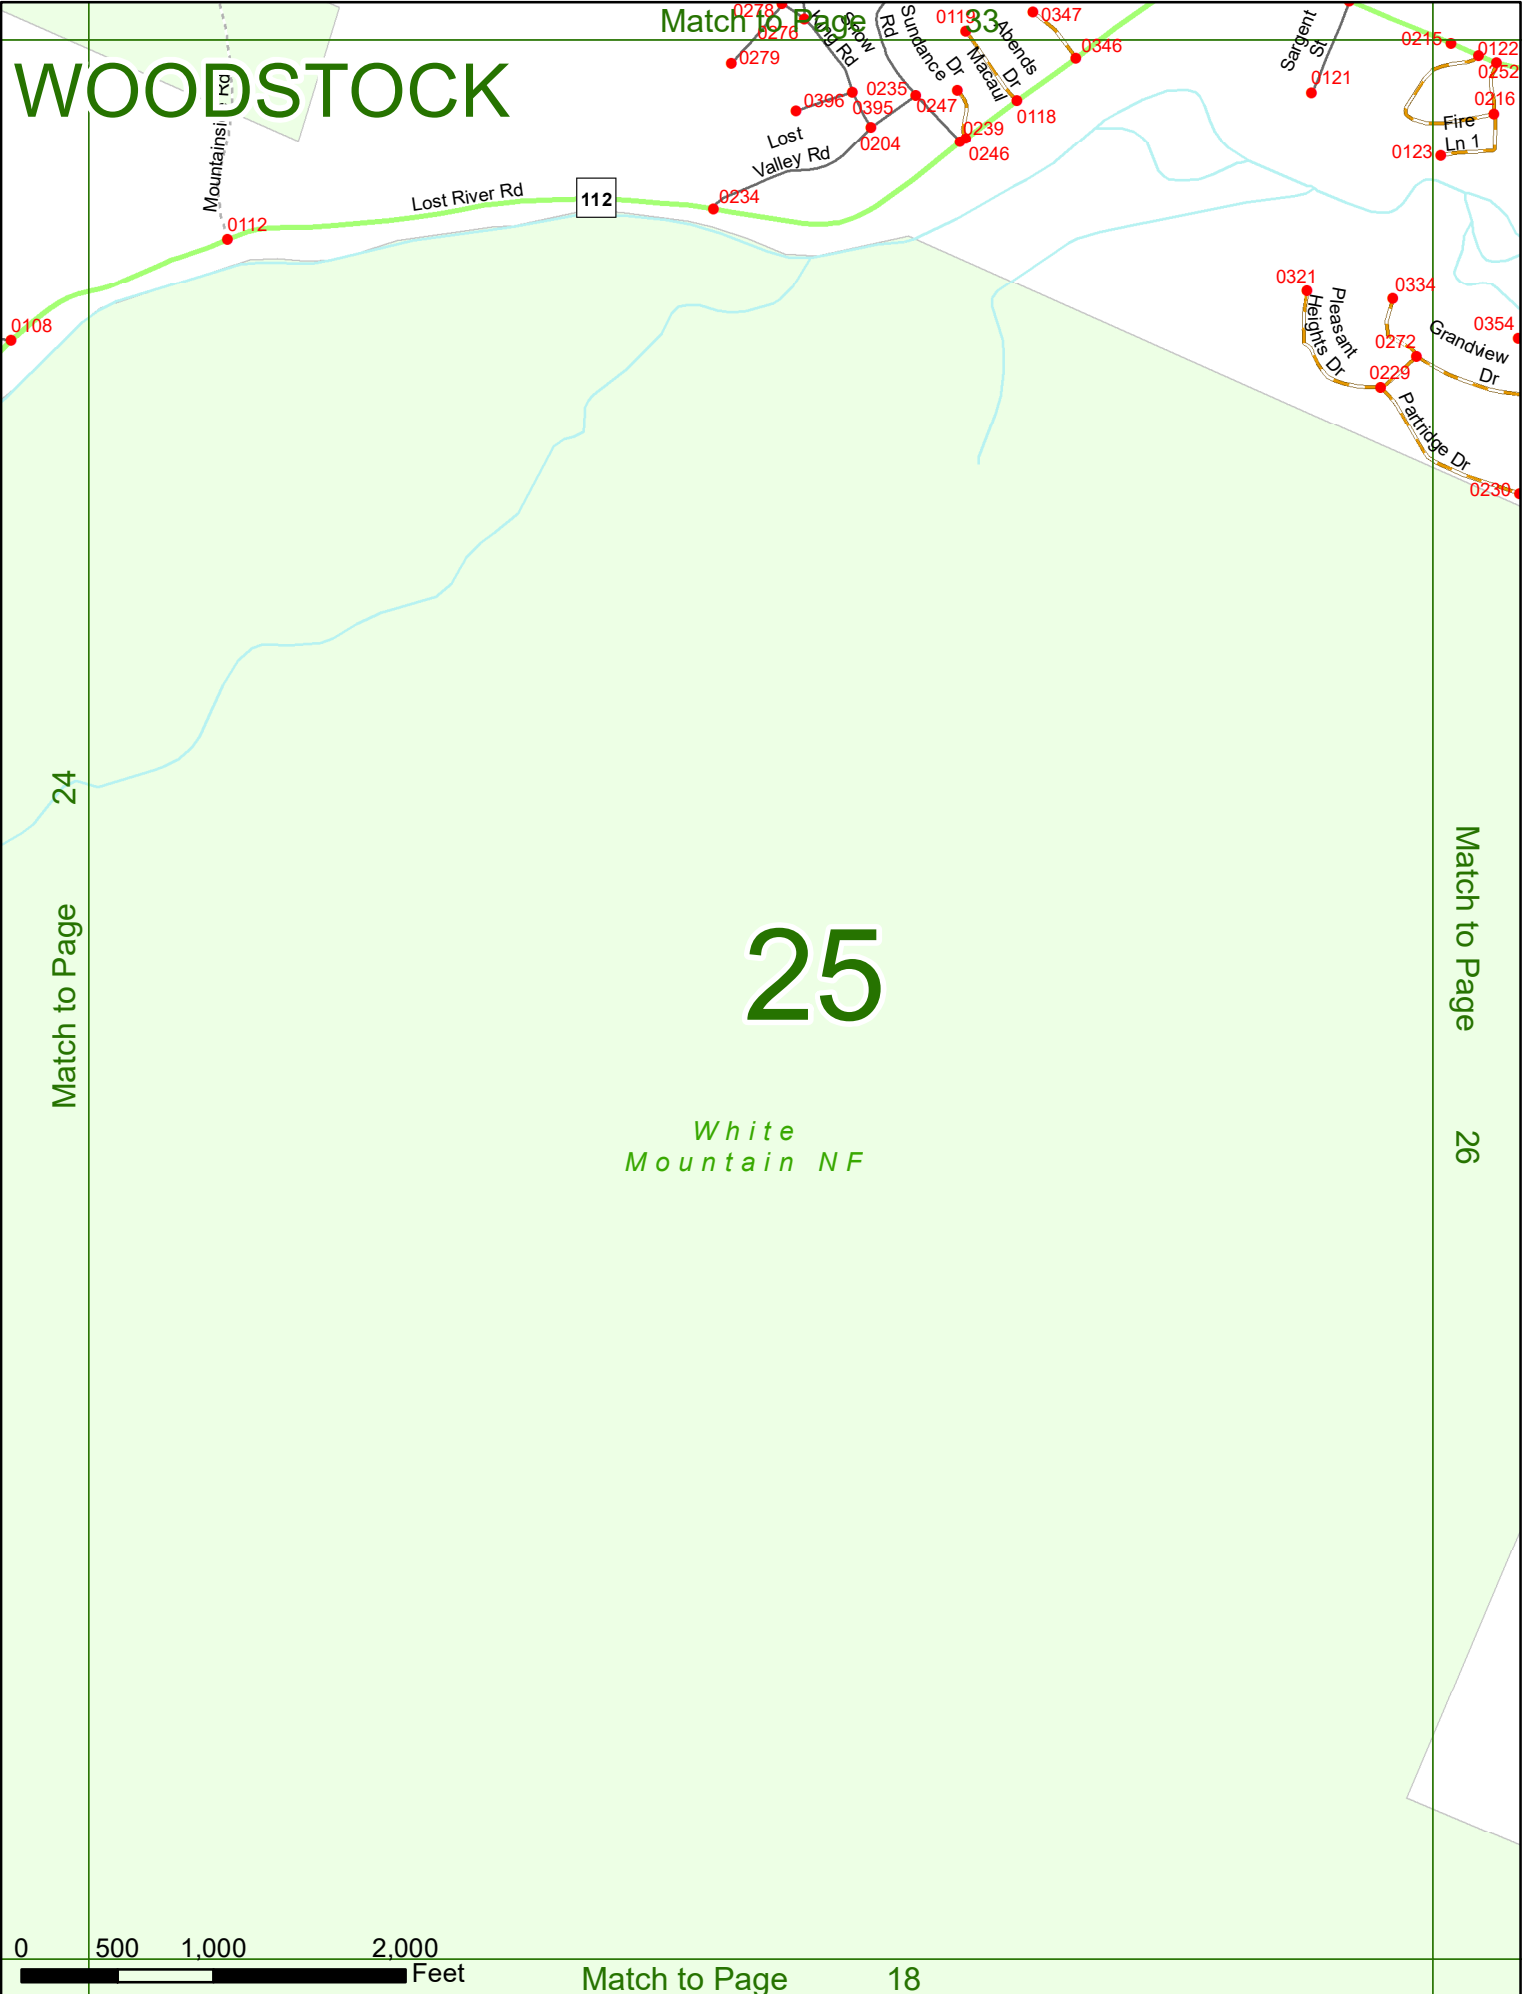 Match to Page 33
WOODSTOCK
0278
0276
0279
Snow
King Rd
Rd
Sundance
Dr
0119
Abends
Dr
Macaul
0347
0346
Sargent
St
0121
0215
0122
0252
0216
Fire
Ln 1
0123
0396
0395
0235
0247
0118
0239
0246
0204
Lost
Valley Rd
0234
112
Lost River Rd
Rd
0112
0108
0321
Pleasant
Heights Dr
0334
0272
0229
Grandview
Dr
0354
Partridge Dr
0230
Match to Page 24
Match to Page 26
25
White
Mountain NF
0 500 1,000 2,000
Feet
Match to Page 18